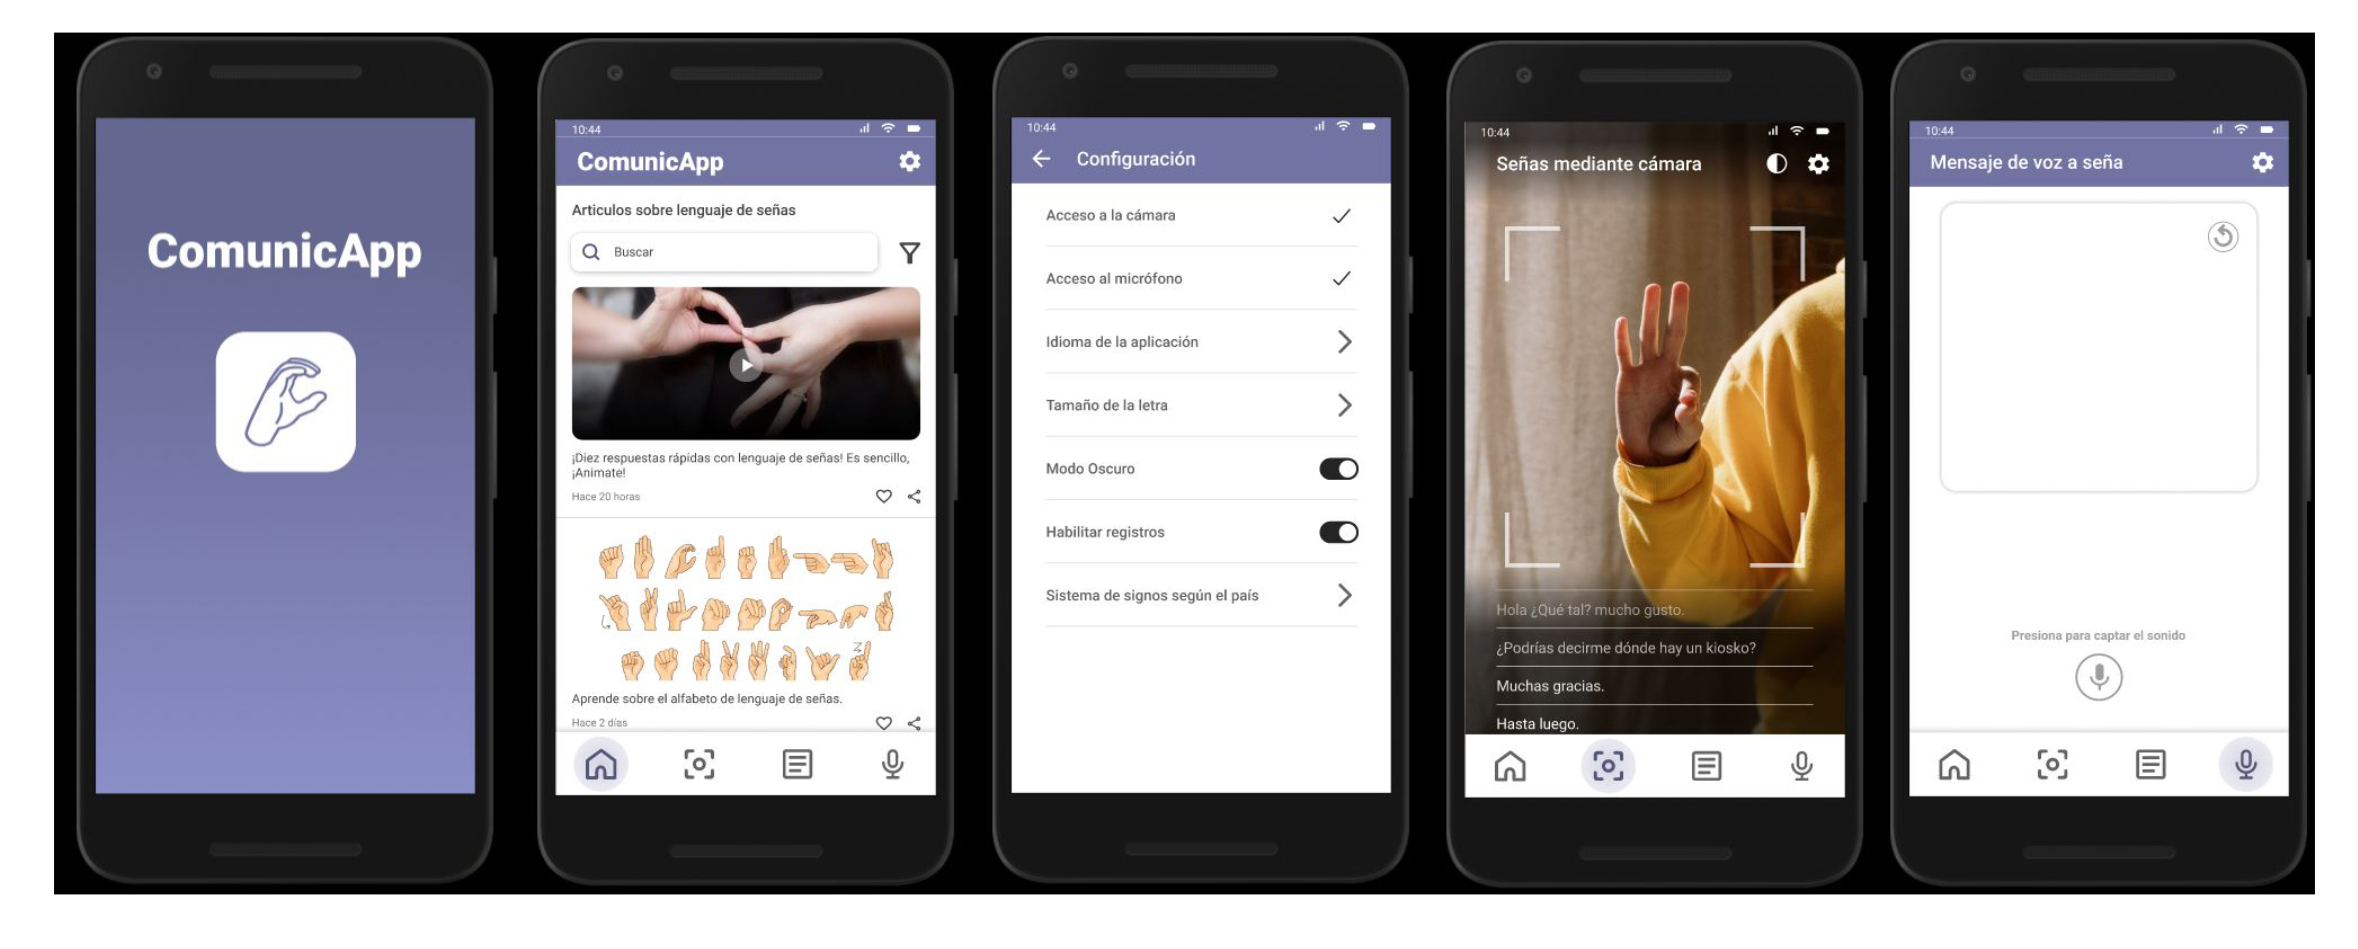 ComunicApp
10:44
ComunicApp
Articulos sobre lenguaje de señas
Buscar
¡Diez respuestas rápidas con lenguaje de señas! Es sencillo,
¡Animate!
Hace 20 horas
Z
Aprende sobre el alfabeto de lenguaje de señas.
Hace 2 días
10:44
Configuración
Acceso a la cámara
Acceso al micrófono
Idioma de la aplicación
Tamaño de la letra
Modo Oscuro
Habilitar registros
Sistema de signos según el país
10:44
Señas mediante cámara
Hola ¿Qué tal? mucho gusto.
¿Podrías decirme dónde hay un kiosko?
Muchas gracias.
Hasta luego.
10:44
Mensaje de voz a seña
Presiona para captar el sonido